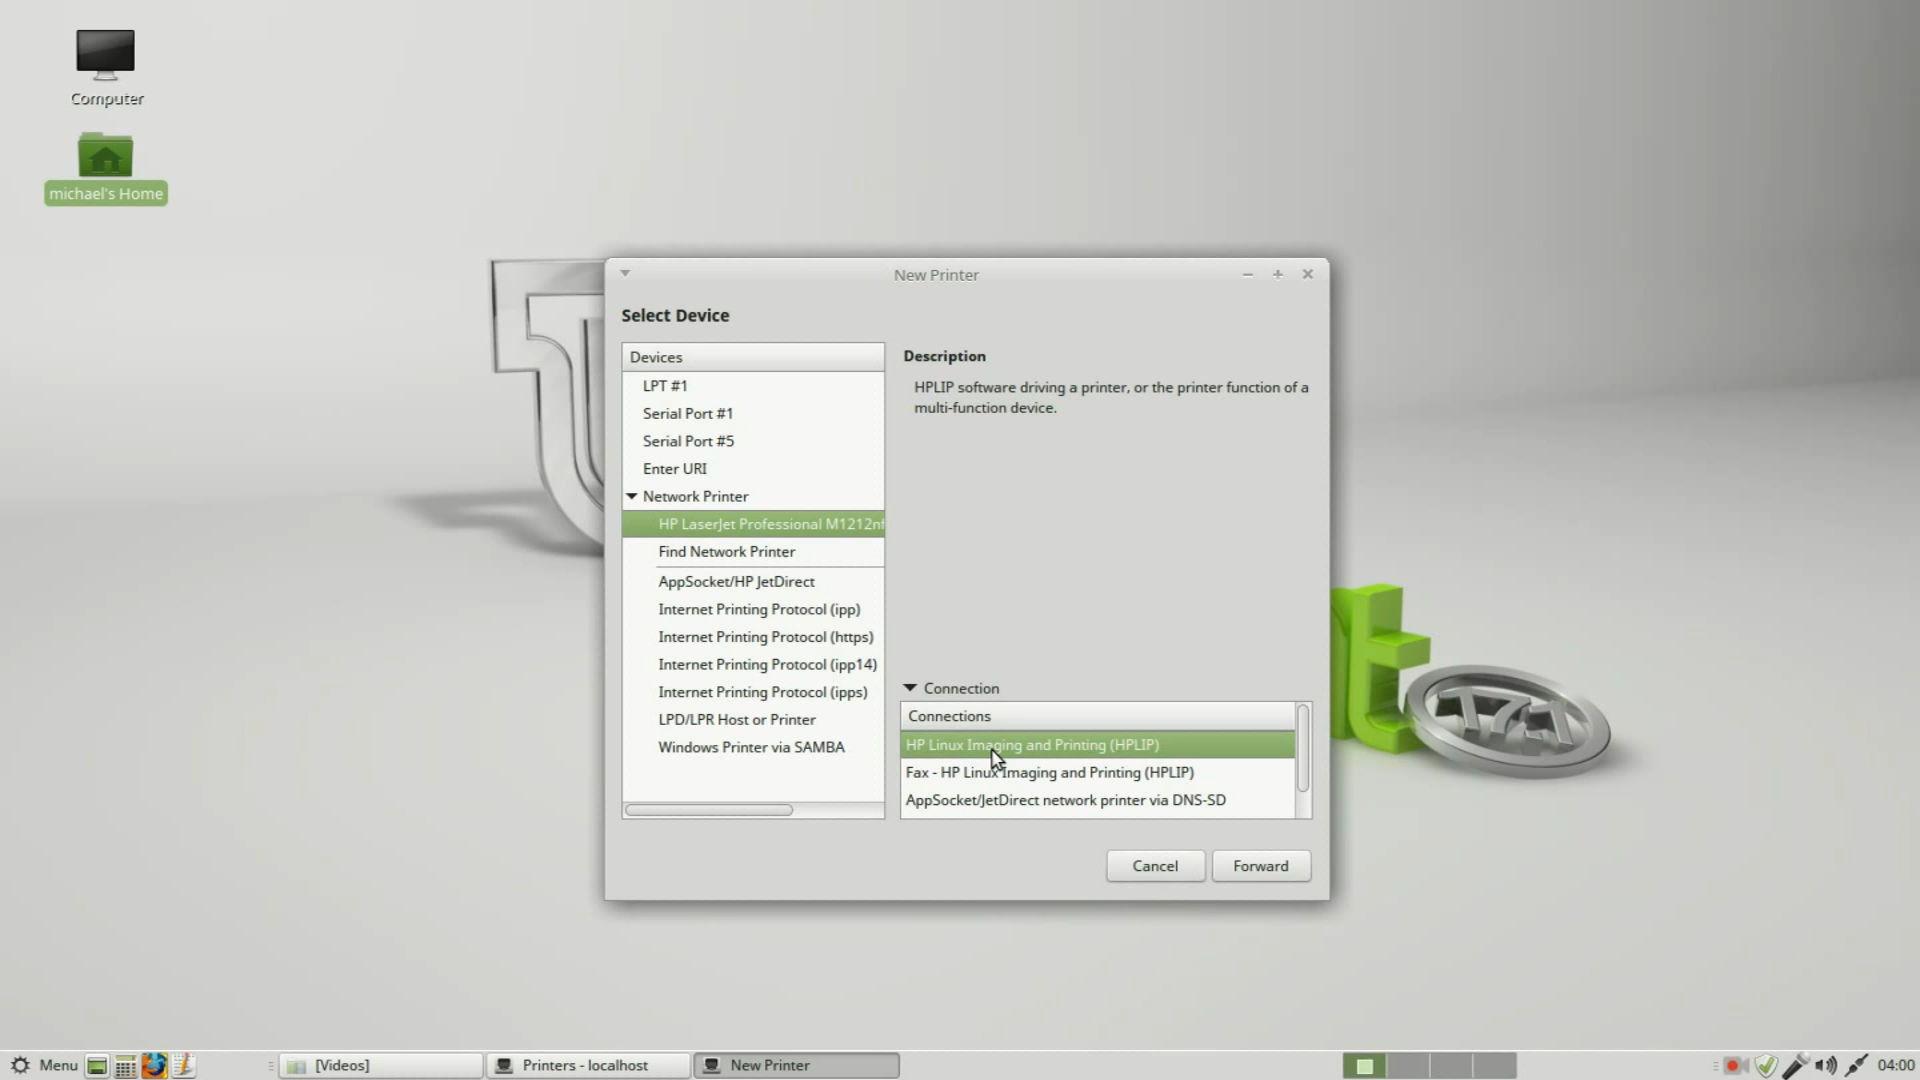 Computer
michael's Home
New Printer
Select Device
Devices
LPT #1
Serial Port #1
Serial Port #5
Enter URI
Network Printer
HP LaserJet Professional M1212nf
Find Network Printer
AppSocket/HP JetDirect
Internet Printing Protocol (ipp)
Internet Printing Protocol (https)
Internet Printing Protocol (ipp14)
Internet Printing Protocol (ipps)
LPD/LPR Host or Printer
Windows Printer via SAMBA
Description
HPLIP software driving a printer, or the printer function of a
multi-function device.
Connection
Connections
HP Linux Imaging and Printing (HPLIP)
Fax - HP Linux Imaging and Printing (HPLIP)
AppSocket/JetDirect network printer via DNS-SD
Cancel
Forward
t
17.1
Menu
[Videos]
Printers - localhost
New Printer
04:00